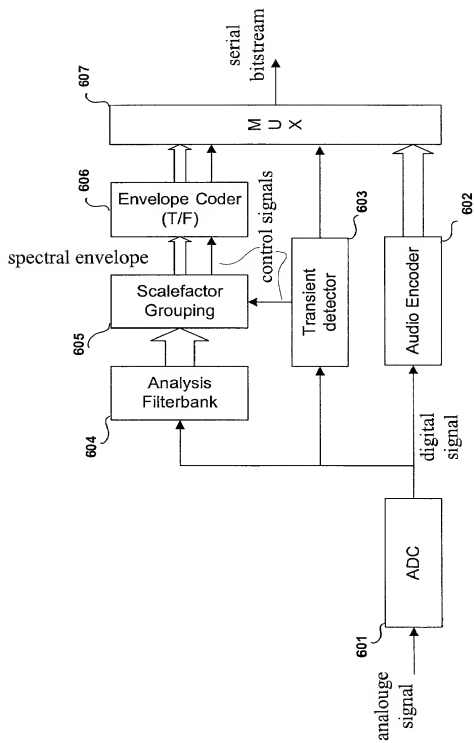 analouge
signal
601
ADC
digital
signal
604
Analysis
Filterbank
605
Scalefactor
Grouping
spectral envelope
606
Envelope Coder
(T/F)
control signals
Transient
detector
603
Audio Encoder
602
607
M
U
X
serial
bitstream